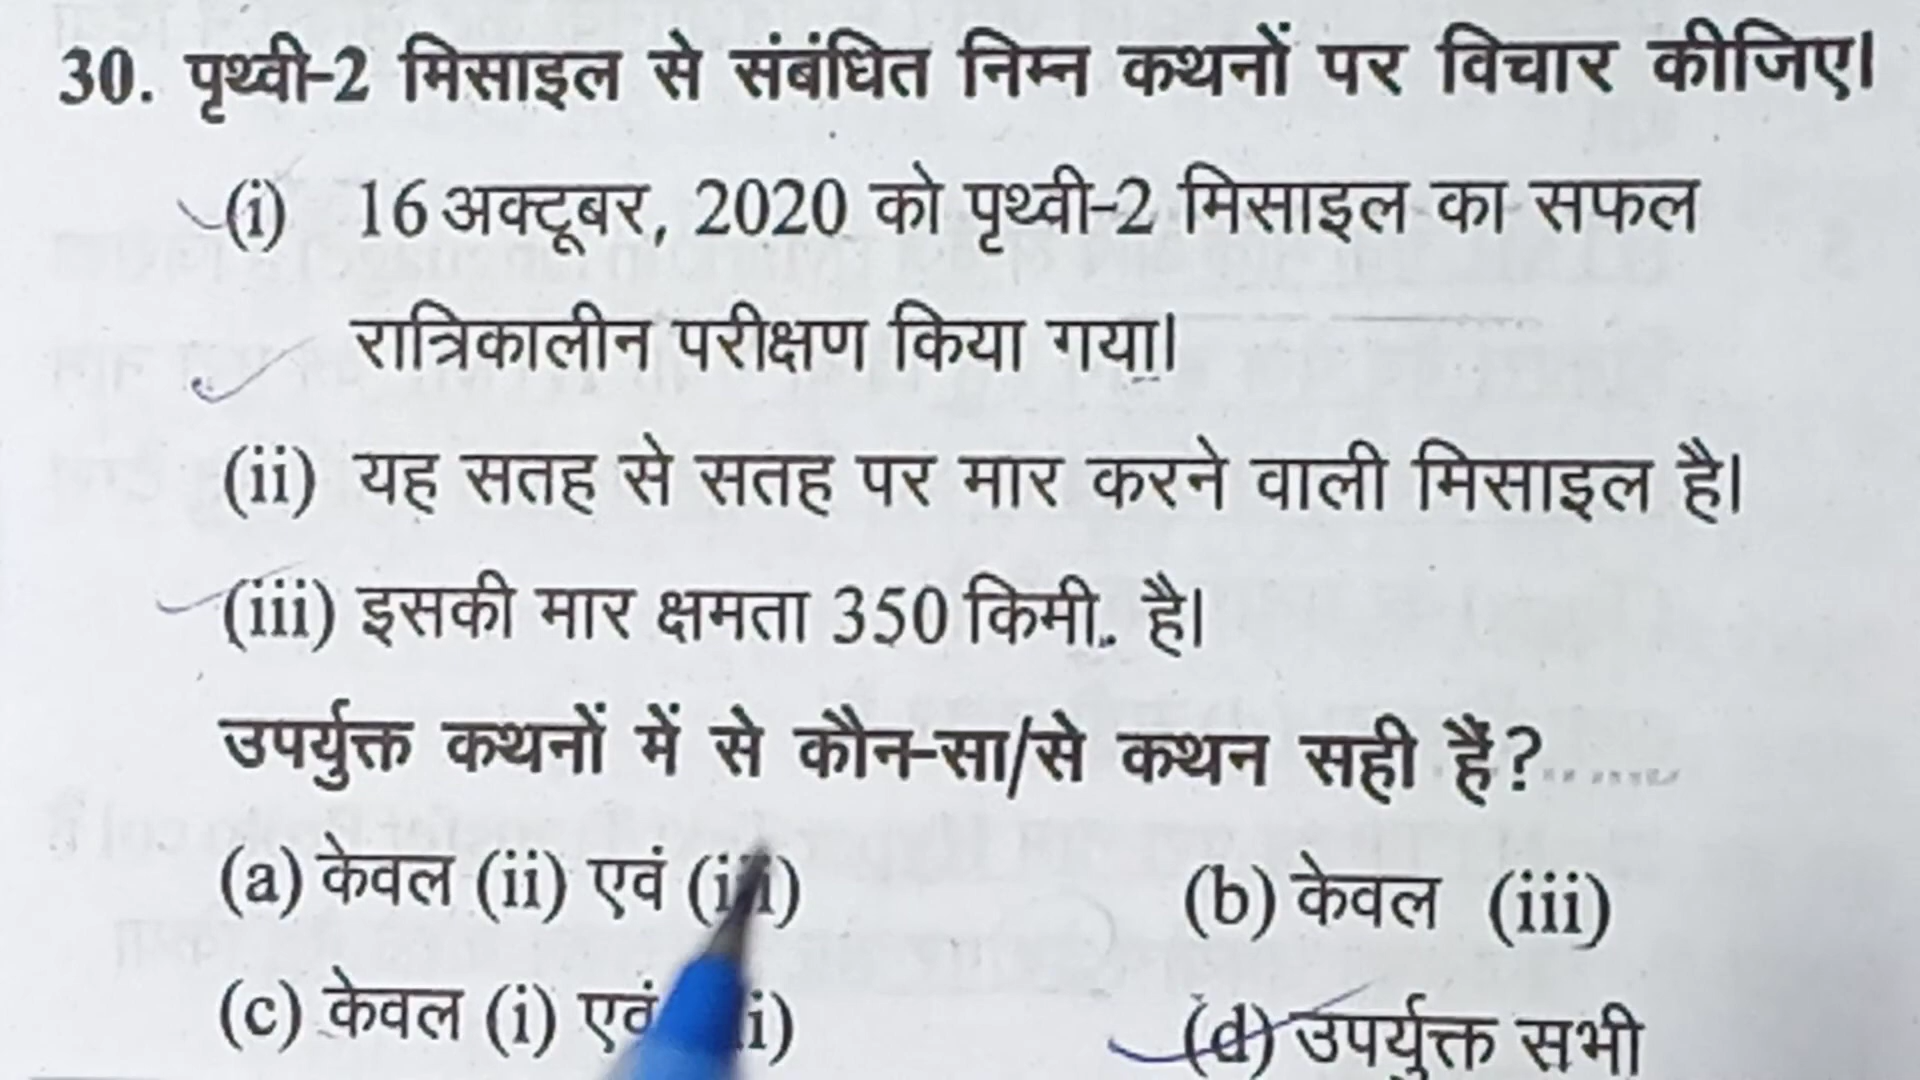 30. पृथ्वी-2 मिसाइल से संबंधित निम्न कथनों पर विचार कीजिए।
(i) 16 अक्टूबर, 2020 को पृथ्वी-2 मिसाइल का सफल
रात्रिकालीन परीक्षण किया गया।
(ii) यह सतह से सतह पर मार करने वाली मिसाइल है।
(iii) इसकी मार क्षमता 350 किमी. है।
उपर्युक्त कथनों में से कौन-सा/से कथन सही हैं?
(a) केवल (ii) एवं (iii)
(b) केवल (iii)
(c) केवल (i) एवं
(d) उपर्युक्त सभी